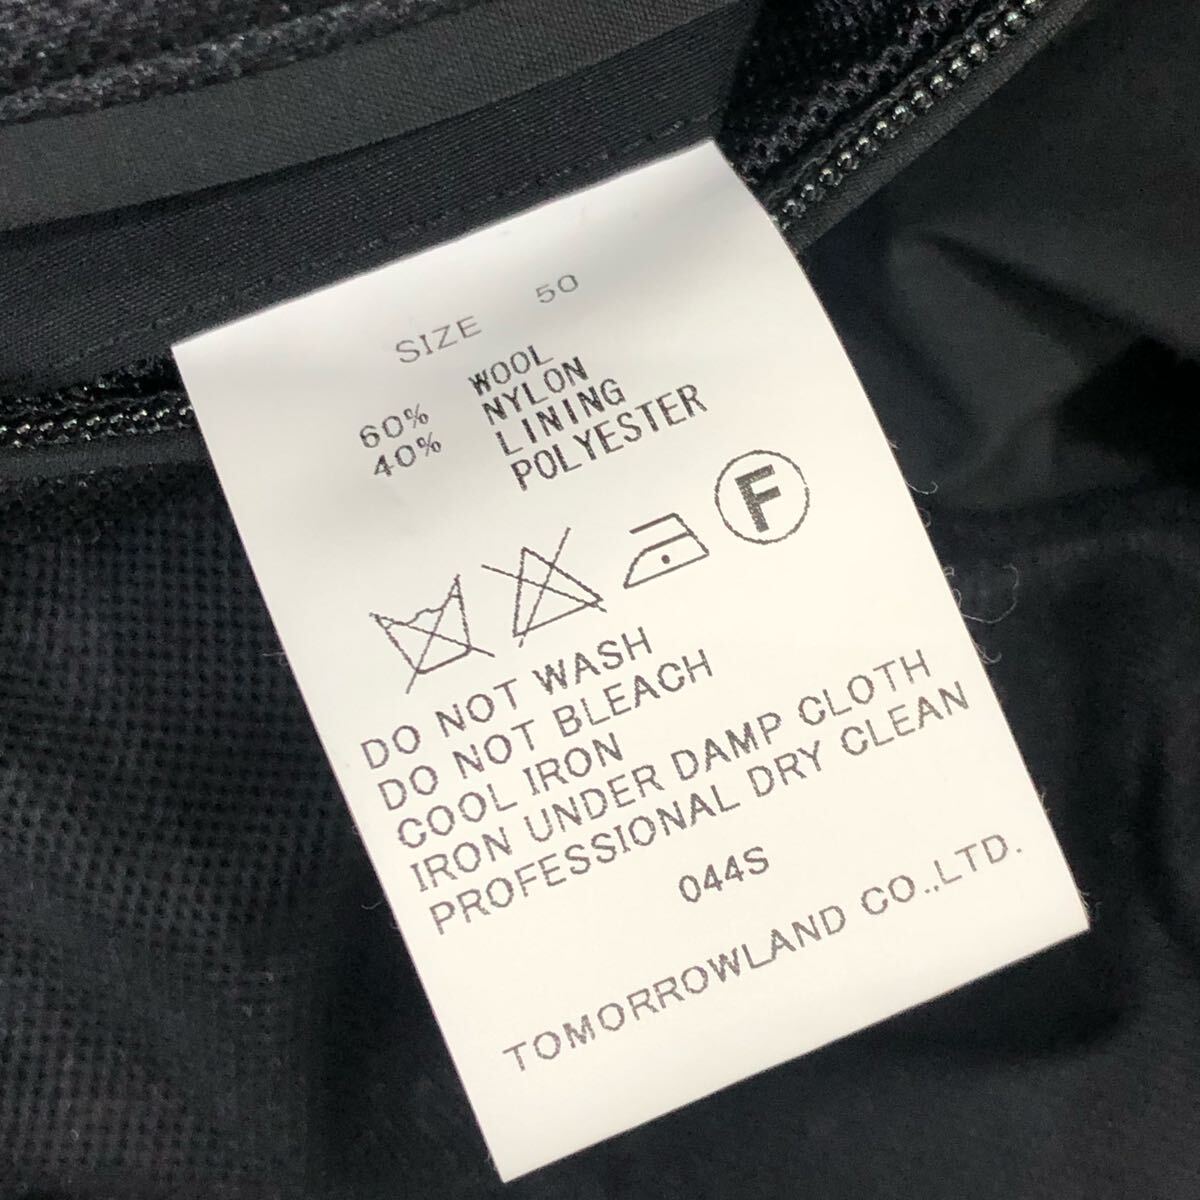 SIZE 50
60% WOOL
40% NYLON
LINING
POLYESTER
F
DO NOT WASH
DO NOT BLEACH
COOL IRON
IRON UNDER DAMP CLOTH
PROFESSIONAL DRY CLEAN
044S
TOMORROWLAND CO.,LTD.